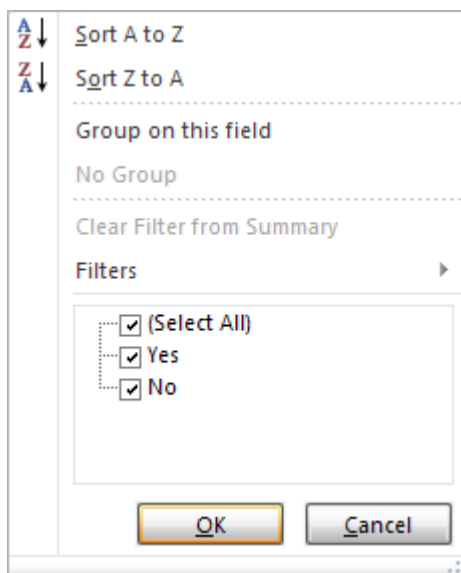 A
Z
Sort A to Z
Z
A
Sort Z to A
Group on this field
No Group
Clear Filter from Summary
Filters
(Select All)
Yes
No
OK
Cancel